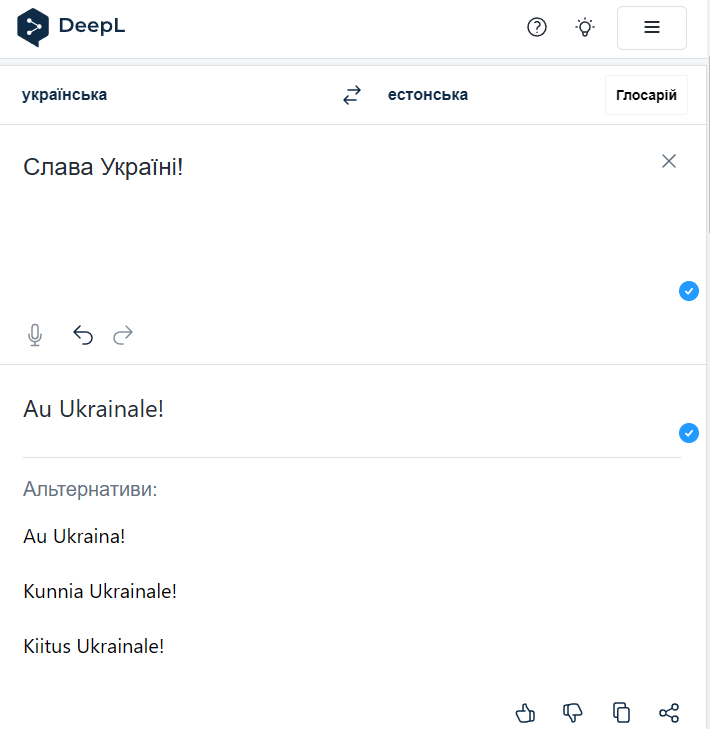 DeepL
українська
естонська
Глосарій
Слава Україні!
Au Ukrainale!
Альтернативи:
Au Ukraina!
Kunnia Ukrainale!
Kiitus Ukrainale!